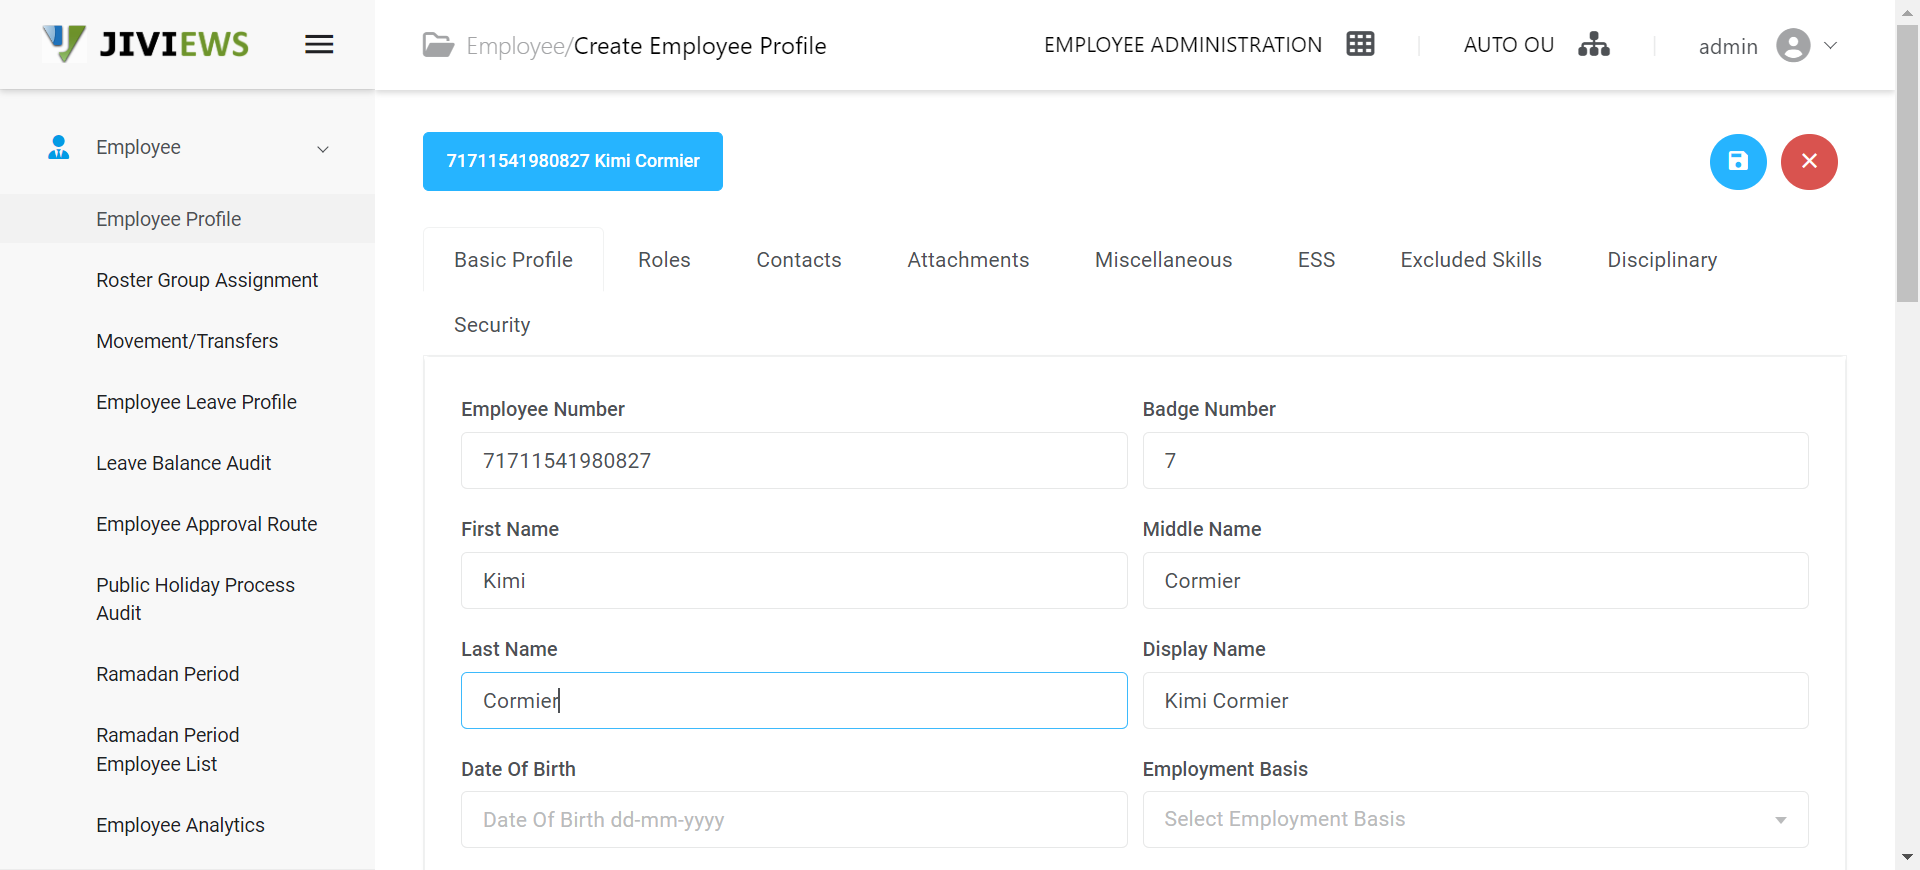 JIVIEWS
Employee/Create Employee Profile
EMPLOYEE ADMINISTRATION
AUTO OU
admin
Employee
Employee Profile
Roster Group Assignment
Movement/Transfers
Employee Leave Profile
Leave Balance Audit
Employee Approval Route
Public Holiday Process
Audit
Ramadan Period
Ramadan Period
Employee List
Employee Analytics
71711541980827 Kimi Cormier
Basic Profile
Roles
Contacts
Attachments
Miscellaneous
ESS
Excluded Skills
Disciplinary
Security
Employee Number
71711541980827
Badge Number
7
First Name
Kimi
Middle Name
Cormier
Last Name
Cormier
Display Name
Kimi Cormier
Date Of Birth
Date Of Birth dd-mm-yyyy
Employment Basis
Select Employment Basis